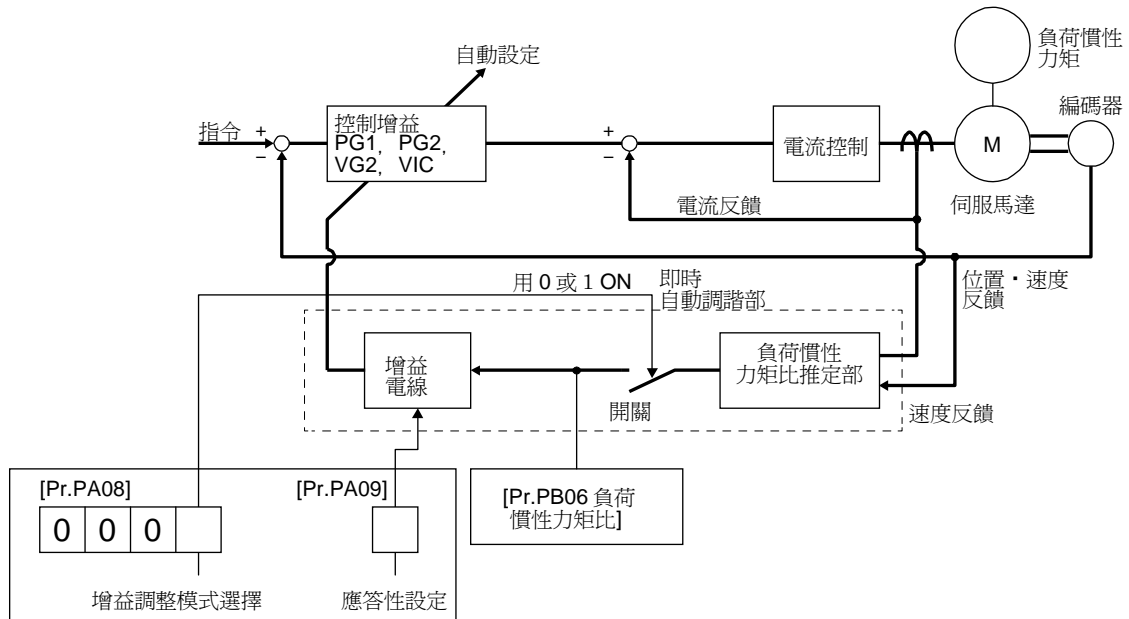 負荷慣性
力矩
自動設定
編碼器
指令
+
−
控制增益
PG1, PG2,
VG2, VIC
+
−
電流控制
M
電流反饋
伺服馬達
用 0 或 1 ON
即時
自動調諧部
位置・速度
反饋
增益
電線
開關
負荷慣性
力矩比推定部
速度反饋
[Pr.PA08]
[Pr.PA09]
[Pr.PB06 負荷
慣性力矩比]
0 0 0
增益調整模式選擇
應答性設定